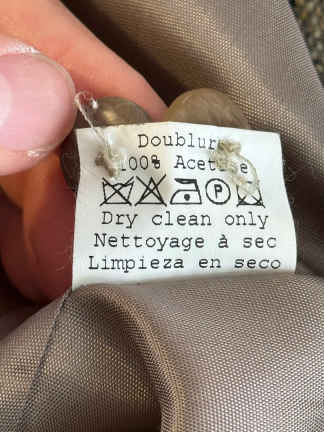 Doublure
100% Acetate
P
Dry clean only
Nettoyage à sec
Limpieza en seco